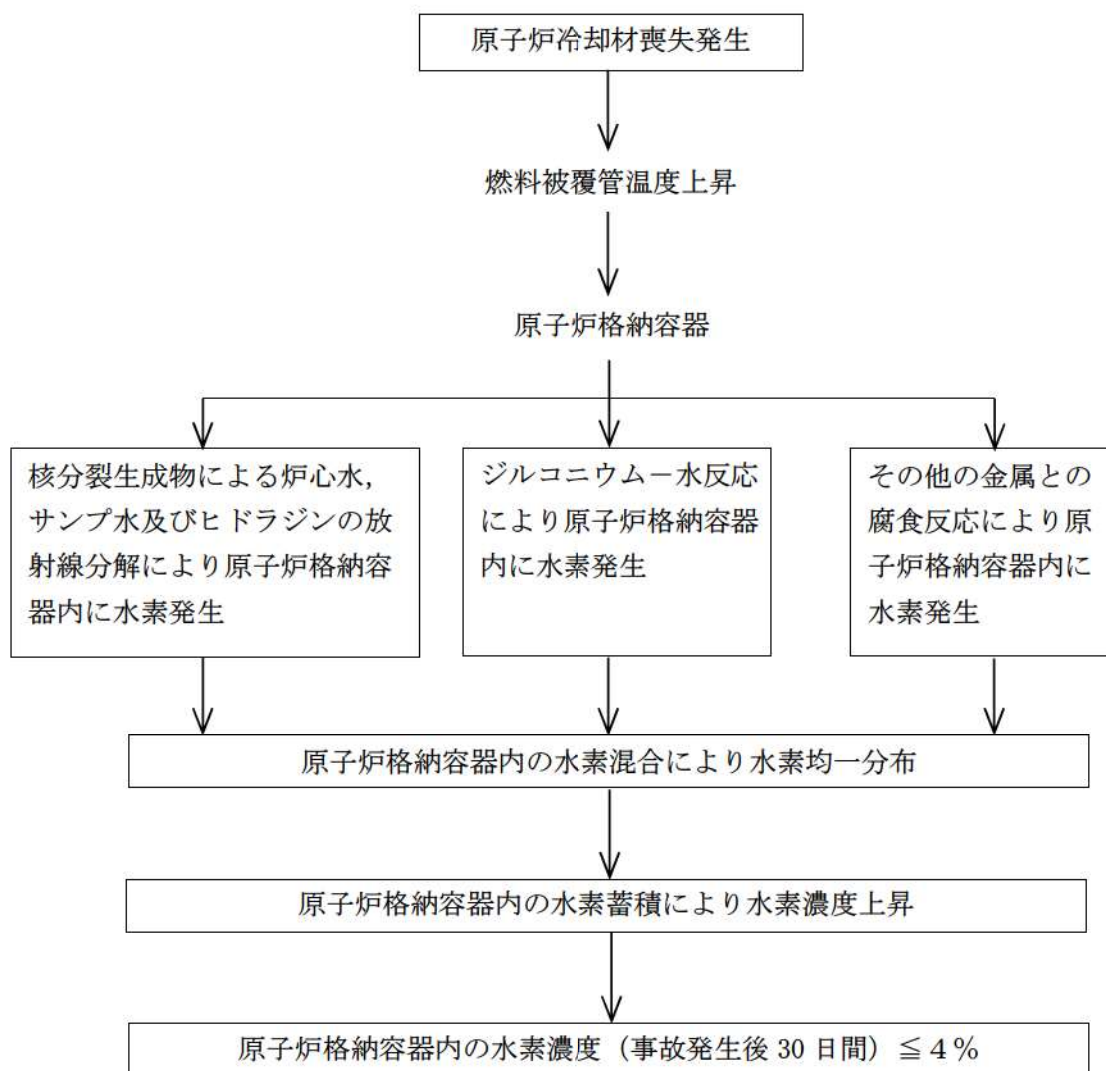 原子炉冷却材喪失発生
燃料被覆管温度上昇
原子炉格納容器
核分裂生成物による炉心水,
サンプ水及びヒドラジンの放
射線分解により原子炉格納容
器内に水素発生
ジルコニウム－水反応
により原子炉格納容器
内に水素発生
その他の金属との
腐食反応により原
子炉格納容器内に
水素発生
原子炉格納容器内の水素混合により水素均一分布
原子炉格納容器内の水素蓄積により水素濃度上昇
原子炉格納容器内の水素濃度（事故発生後 30 日間）≦４％